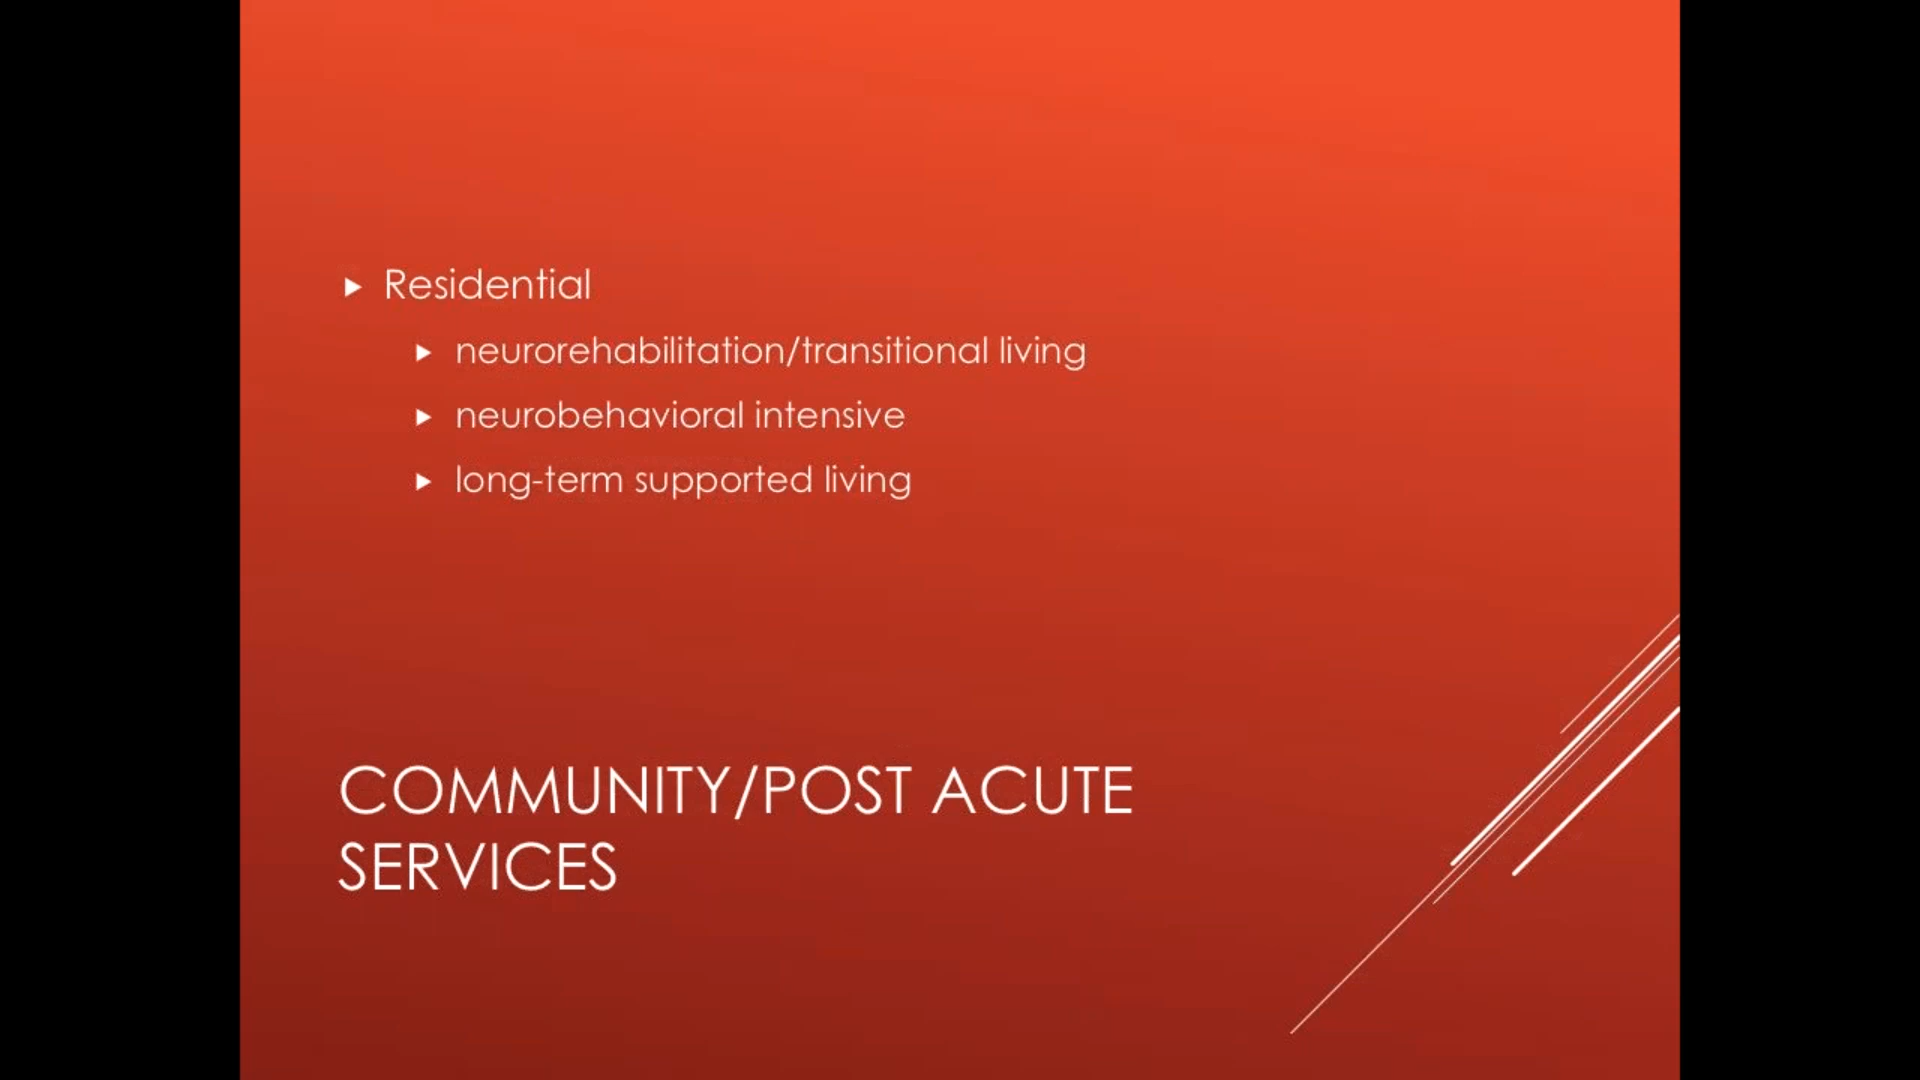 Residential
neurorehabilitation/transitional living
neurobehavioral intensive
long-term supported living
COMMUNITY/POST ACUTE
SERVICES